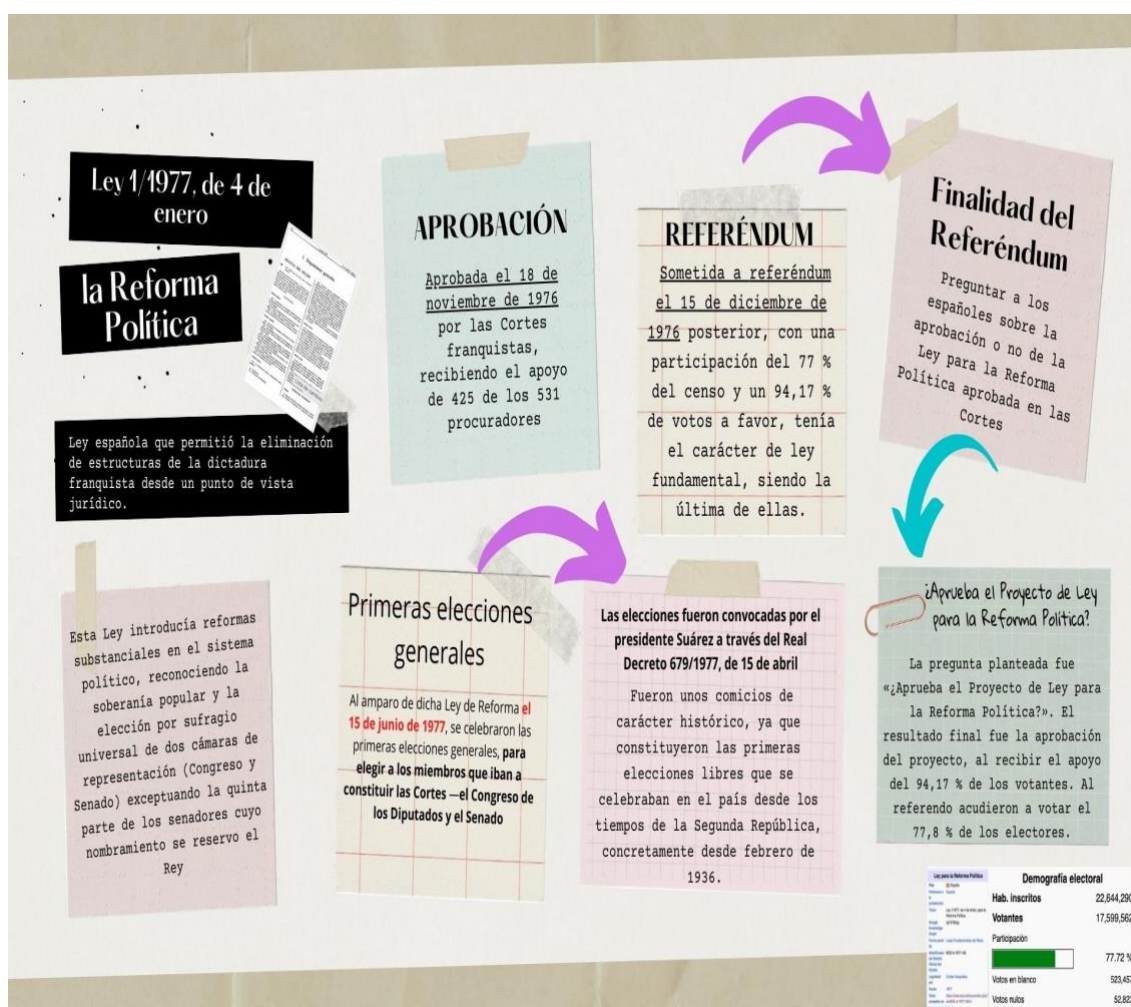 Ley 1/1977, de 4 de
enero
la Reforma
Política
Ley española que permitió la eliminación
de estructuras de la dictadura
franquista desde un punto de vista
jurídico.
APROBACIÓN
Aprobada el 18 de
noviembre de 1976
por las Cortes
franquistas,
recibiendo el apoyo
de 425 de los 531
procuradores
REFERÉNDUM
Sometida a referéndum
el 15 de diciembre de
1976 posterior, con una
participación del 77 %
del censo y un 94,17 %
de votos a favor, tenía
el carácter de ley
fundamental, siendo la
última de ellas.
Finalidad del
Referéndum
Preguntar a los
españoles sobre la
aprobación o no de la
Ley para la Reforma
Política aprobada en las
Cortes
Esta Ley introducía reformas
substanciales en el sistema
político, reconociendo la
soberanía popular y la
elección por sufragio
universal de dos cámaras de
representación (Congreso y
Senado) exceptuando la quinta
parte de los senadores cuyo
nombramiento se reservo el
Rey
Primeras elecciones
generales
Al amparo de dicha Ley de Reforma el
15 de junio de 1977, se celebraron las
primeras elecciones generales, para
elegir a los miembros que iban a
constituir las Cortes —el Congreso de
los Diputados y el Senado
Las elecciones fueron convocadas por el
presidente Suárez a través del Real
Decreto 679/1977, de 15 de abril
Fueron unos comicios de
carácter histórico, ya que
constituyeron las primeras
elecciones libres que se
celebraban en el país desde los
tiempos de la Segunda República,
concretamente desde febrero de
1936.
¿Aprueba el Proyecto de Ley
para la Reforma Política?
La pregunta planteada fue
«¿Aprueba el Proyecto de Ley para
la Reforma Política?». El
resultado final fue la aprobación
del proyecto, al recibir el apoyo
del 94,17 % de los votantes. Al
referendo acudieron a votar el
77,8 % de los electores.
Ley para la Reforma Política
Demografía electoral
Hab. inscritos 22,644,290
Votantes 17,599,562
Participación
77.72 %
Votos en blanco 523,457
Votos nulos